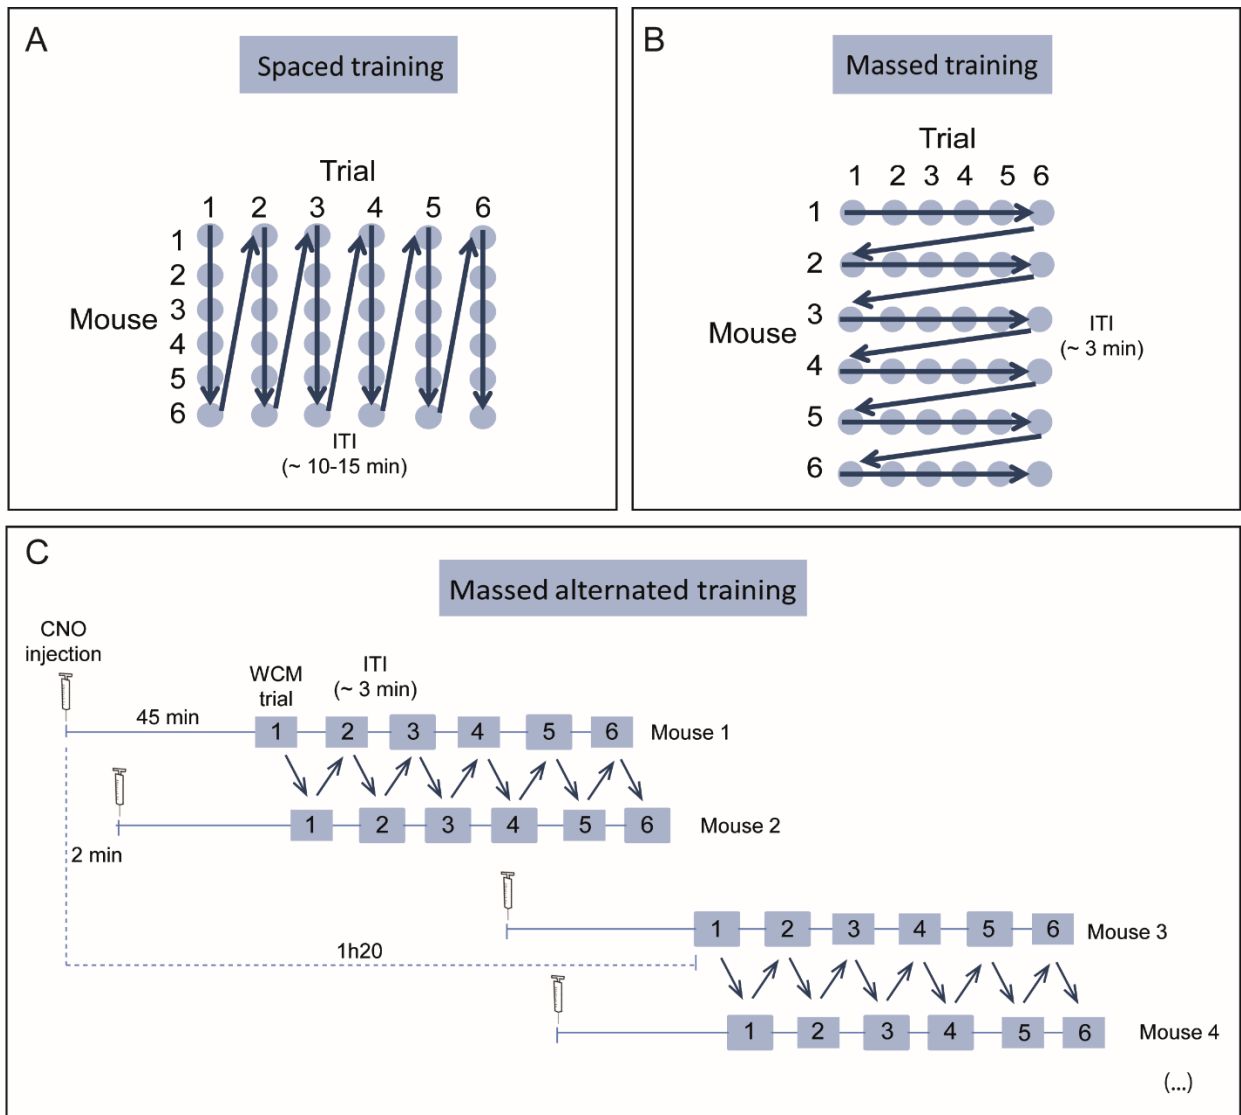 A
Spaced training
Trial
1 2 3 4 5 6
1
2
3
Mouse
4
5
6
ITI
(~ 10-15 min)
B
Massed training
Trial
1 2 3 4 5 6
1
2
3
Mouse
4
5
6
ITI
(~ 3 min)
C
Massed alternated training
CNO
injection
WCM
trial
ITI
(~ 3 min)
45 min
1 2 3 4 5 6 Mouse 1
1 2 3 4 5 6 Mouse 2
2 min
1 2 3 4 5 6 Mouse 3
1h20
1 2 3 4 5 6 Mouse 4
(...)